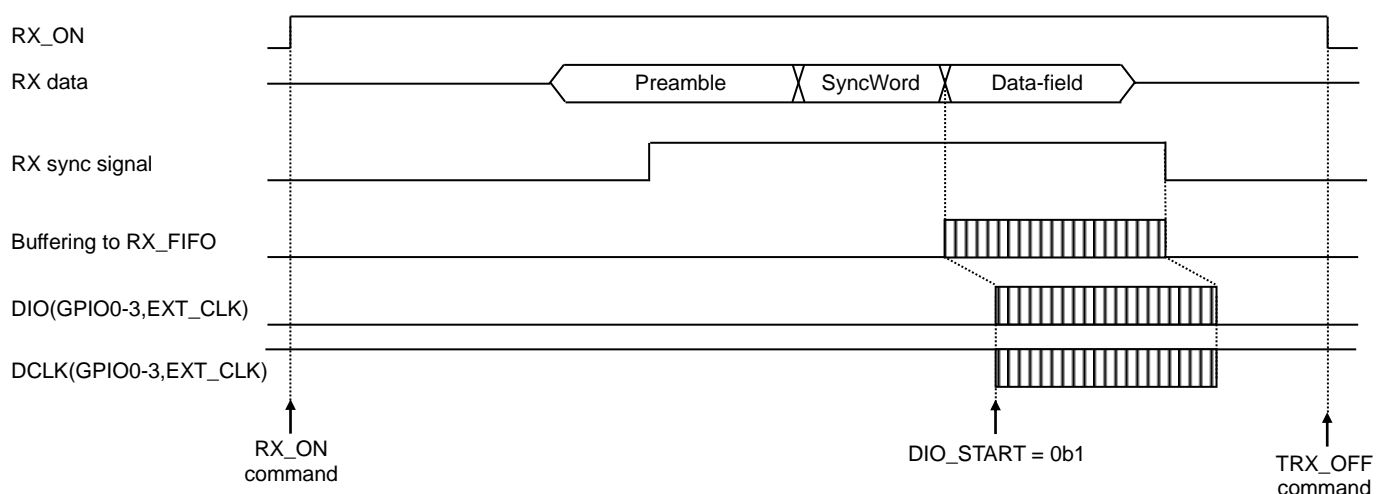 RX_ON
RX data
Preamble
SyncWord
Data-field
RX sync signal
Buffering to RX_FIFO
DIO(GPIO0-3,EXT_CLK)
DCLK(GPIO0-3,EXT_CLK)
RX_ON
command
DIO_START = 0b1
TRX_OFF
command